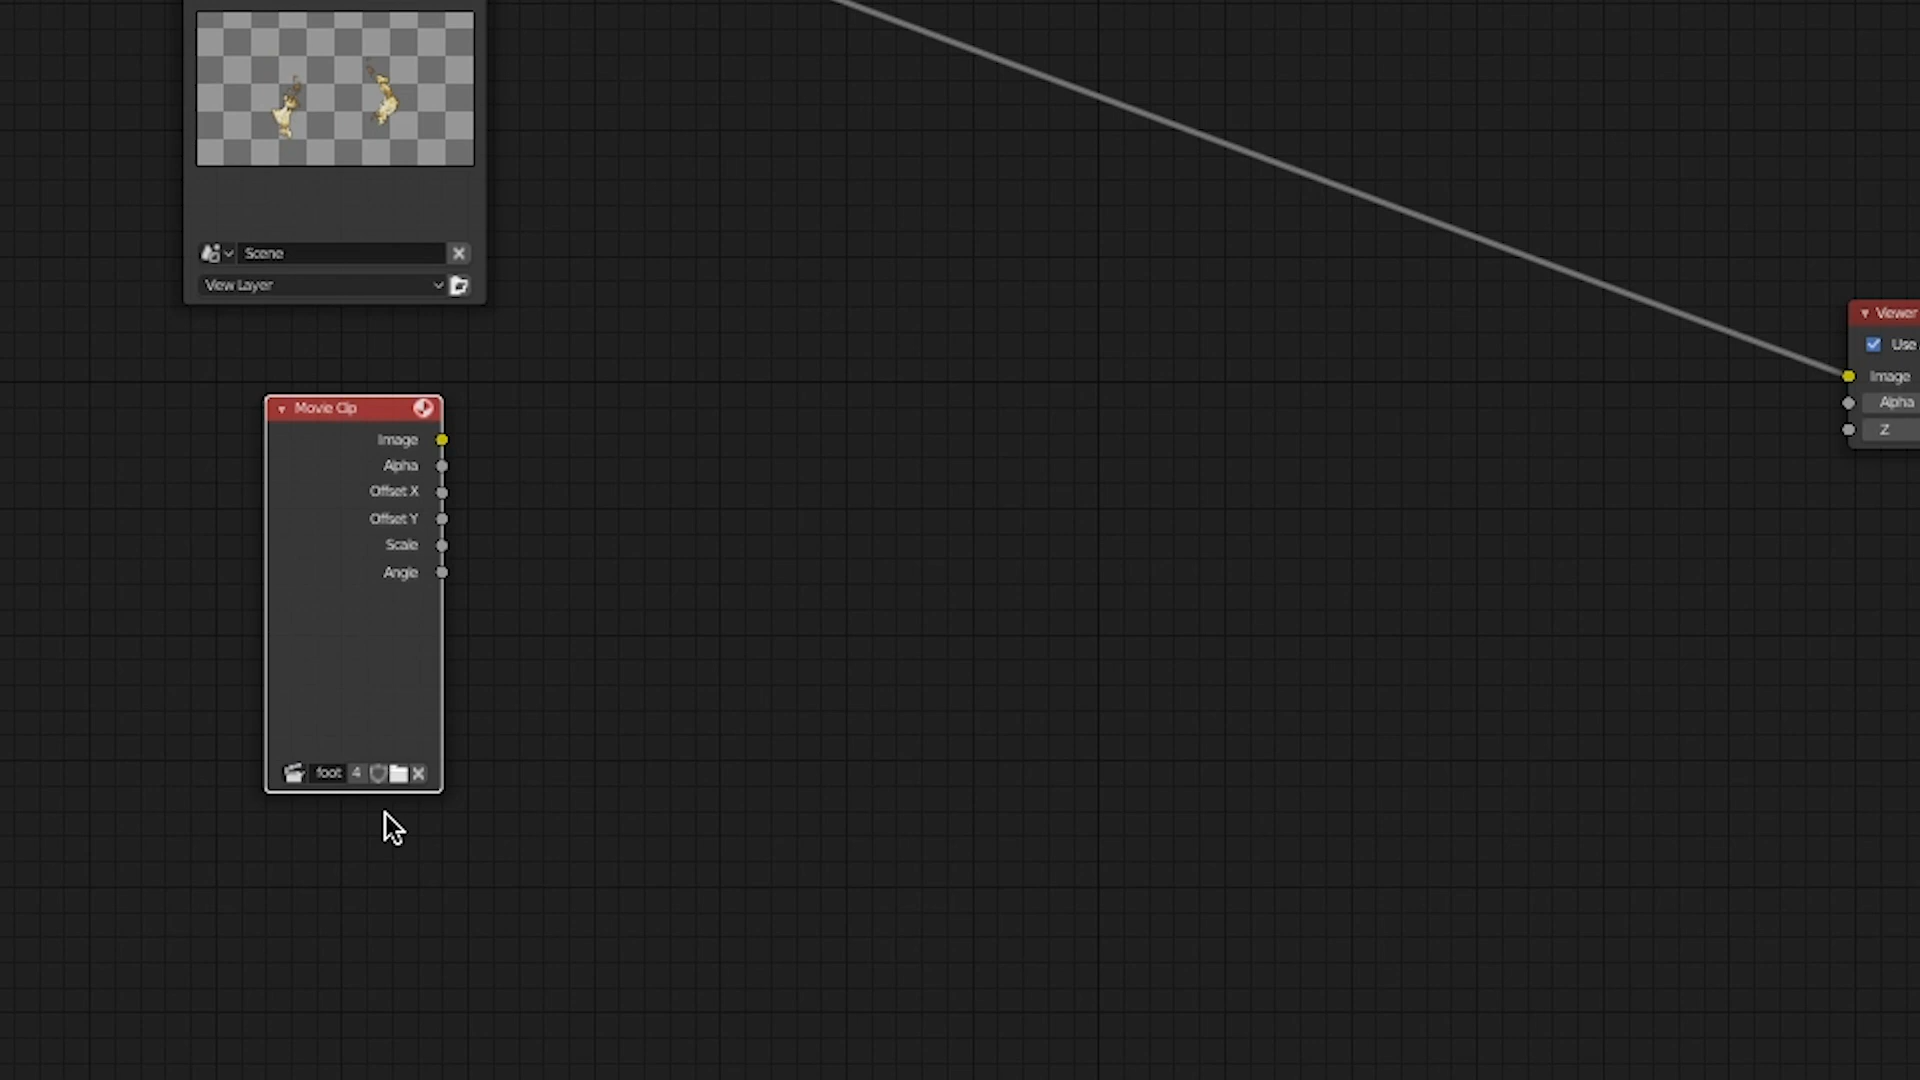 Scene
View Layer
Movie Clip
Image
Alpha
Offset X
Offset Y
Scale
Angle
foot 4
Viewer
Use
Image
Alpha
Z